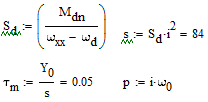 S_d := (M_dn / (ω_xx − ω_d))   s := S_d·i^2 = 84
τ_m := Y_0 / s = 0.05   p := i·ω_0